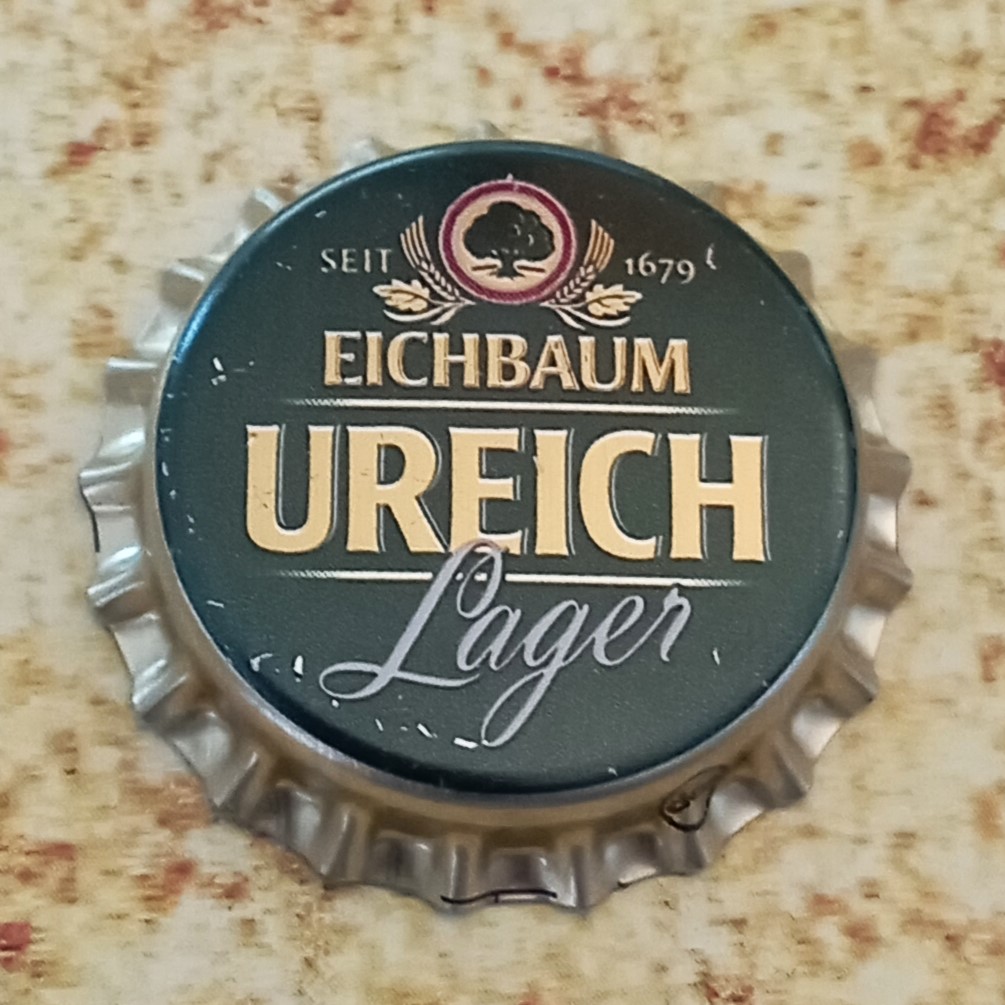 SEIT 1679
EICHBAUM
UREICH
Lager